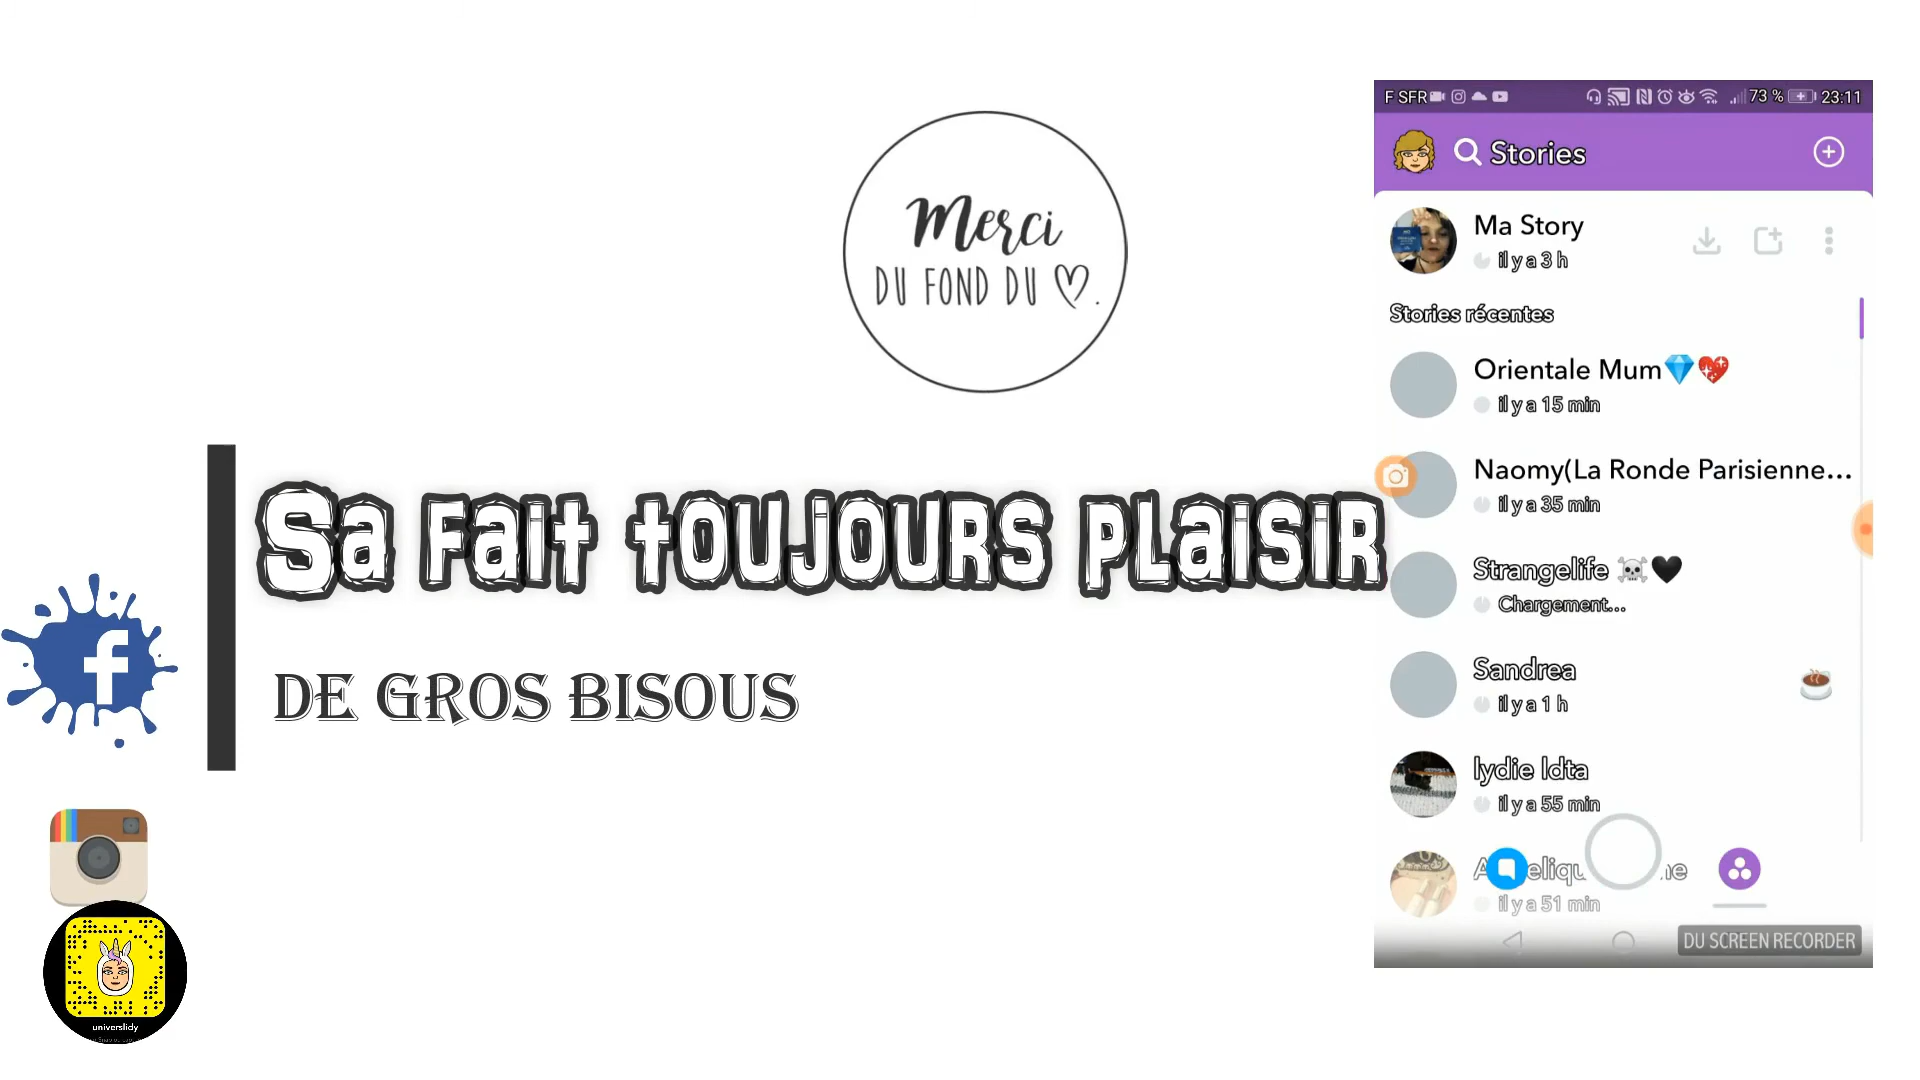 Merci
DU FOND DU ♡.
Sa fait toujours plaisir
DE GROS BISOUS
f
universlidy
F SFR 73 % 23:11
Stories
Ma Story
il y a 3 h
Stories récentes
Orientale Mum💎💖
il y a 15 min
Naomy(La Ronde Parisienne...
il y a 35 min
Strangelife ☠️🖤
Chargement...
Sandrea
il y a 1 h
lydie ldta
il y a 55 min
il y a 51 min
DU SCREEN RECORDER